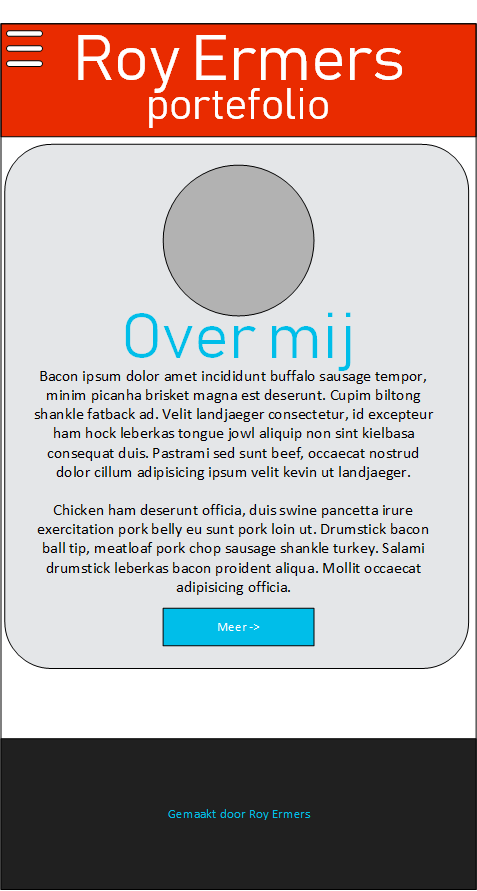 Roy Ermers
portefolio
Over mij
Bacon ipsum dolor amet incididunt buffalo sausage tempor,
minim picanha brisket magna est deserunt. Cupim biltong
shankle fatback ad. Velit landjaeger consectetur, id excepteur
ham hock leberkas tongue jowl aliquip non sint kielbasa
consequat duis. Pastrami sed sunt beef, occaecat nostrud
dolor cillum adipisicing ipsum velit kevin ut landjaeger.
Chicken ham deserunt officia, duis swine pancetta irure
exercitation pork belly eu sunt pork loin ut. Drumstick bacon
ball tip, meatloaf pork chop sausage shankle turkey. Salami
drumstick leberkas bacon proident aliqua. Mollit occaecat
adipisicing officia.
Meer ->
Gemaakt door Roy Ermers